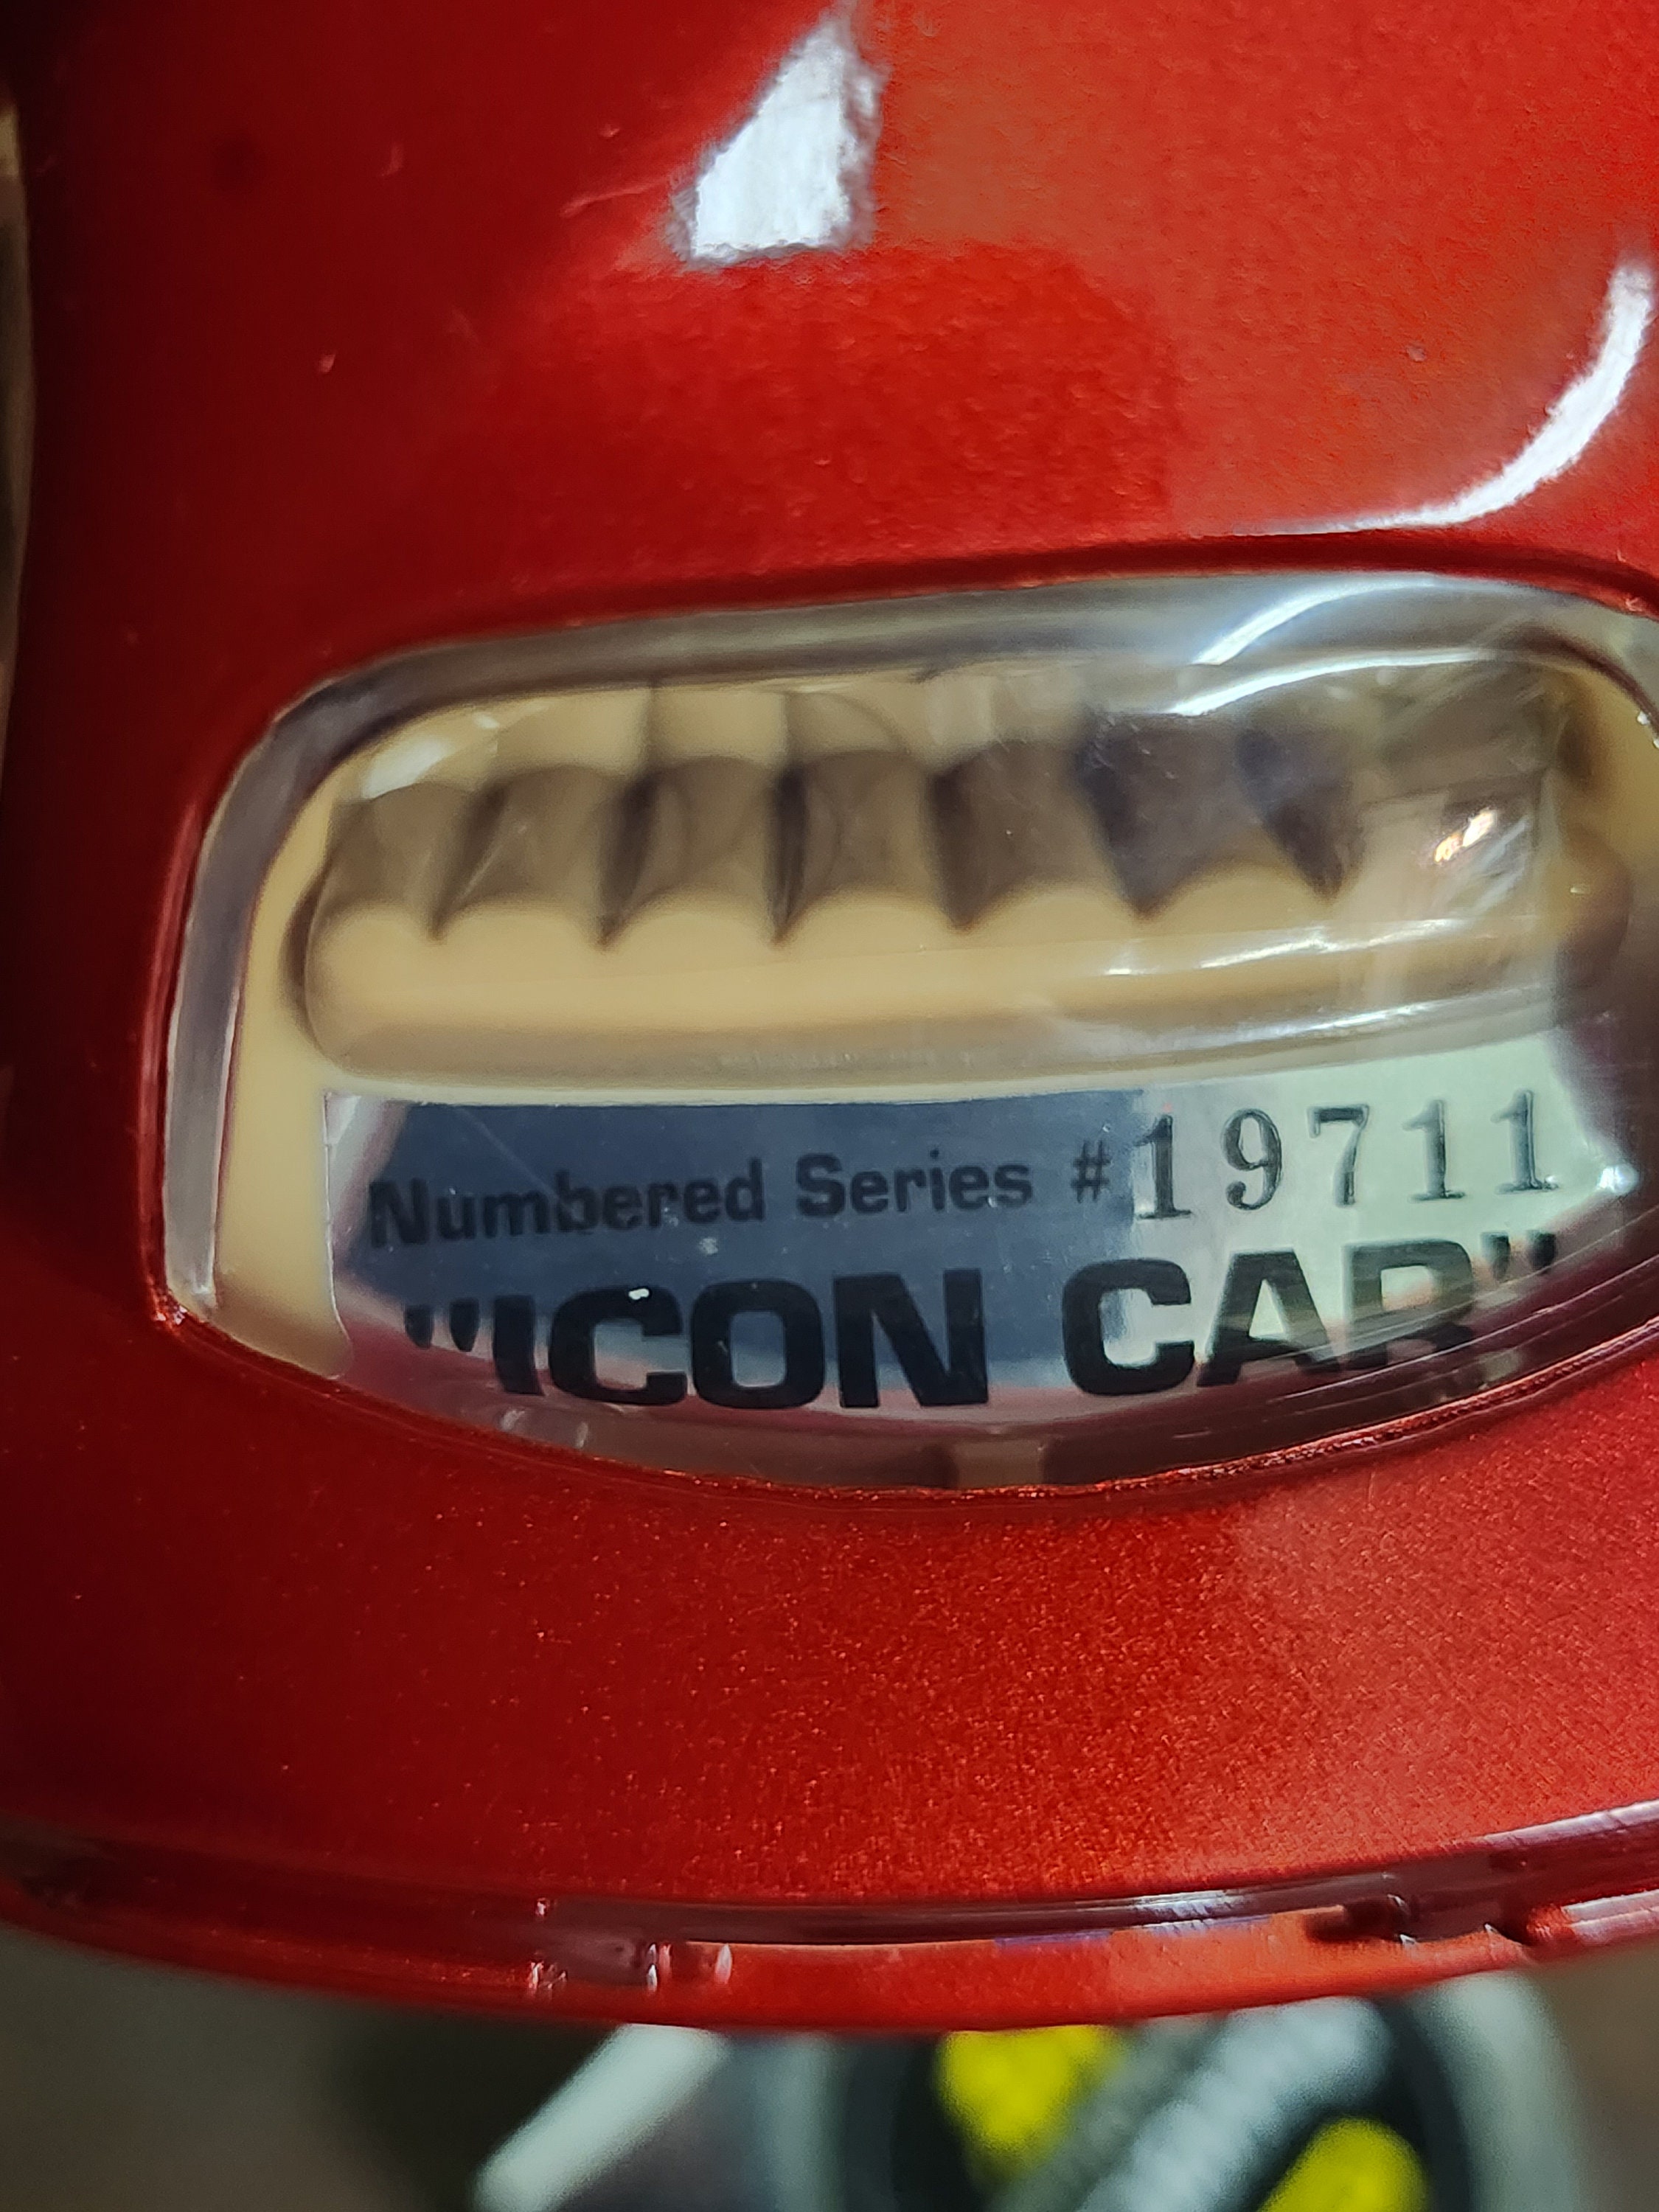 Numbered Series #19711
"ICON CAR"